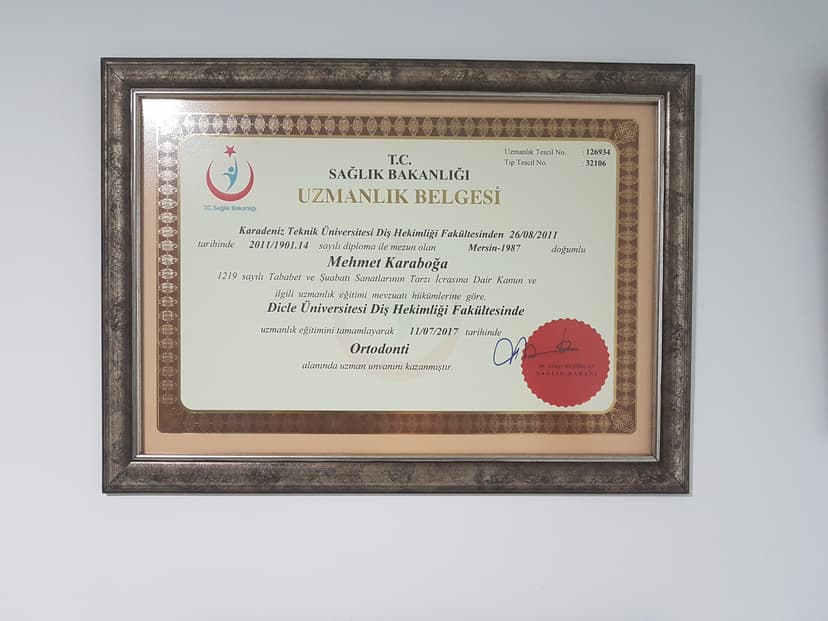 T.C. Sağlık Bakanlığı
T.C.
SAĞLIK BAKANLIĞI
UZMANLIK BELGESİ
Uzmanlık Tescil No. : 126934
Tıp Tescil No. : 32106
Karadeniz Teknik Üniversitesi Diş Hekimliği Fakültesinden 26/08/2011
tarihinde 2011/1901.14 sayılı diploma ile mezun olan Mersin-1987 doğumlu
Mehmet Karaboğa
1219 sayılı Tababet ve Şuabatı Sanatlarının Tarzı İcrasına Dair Kanun ve
ilgili uzmanlık eğitimi mevzuatı hükümlerine göre,
Dicle Üniversitesi Diş Hekimliği Fakültesinde
uzmanlık eğitimini tamamlayarak 11/07/2017 tarihinde
Ortodonti
alanında uzman unvanını kazanmıştır.
SAĞLIK BAKANI